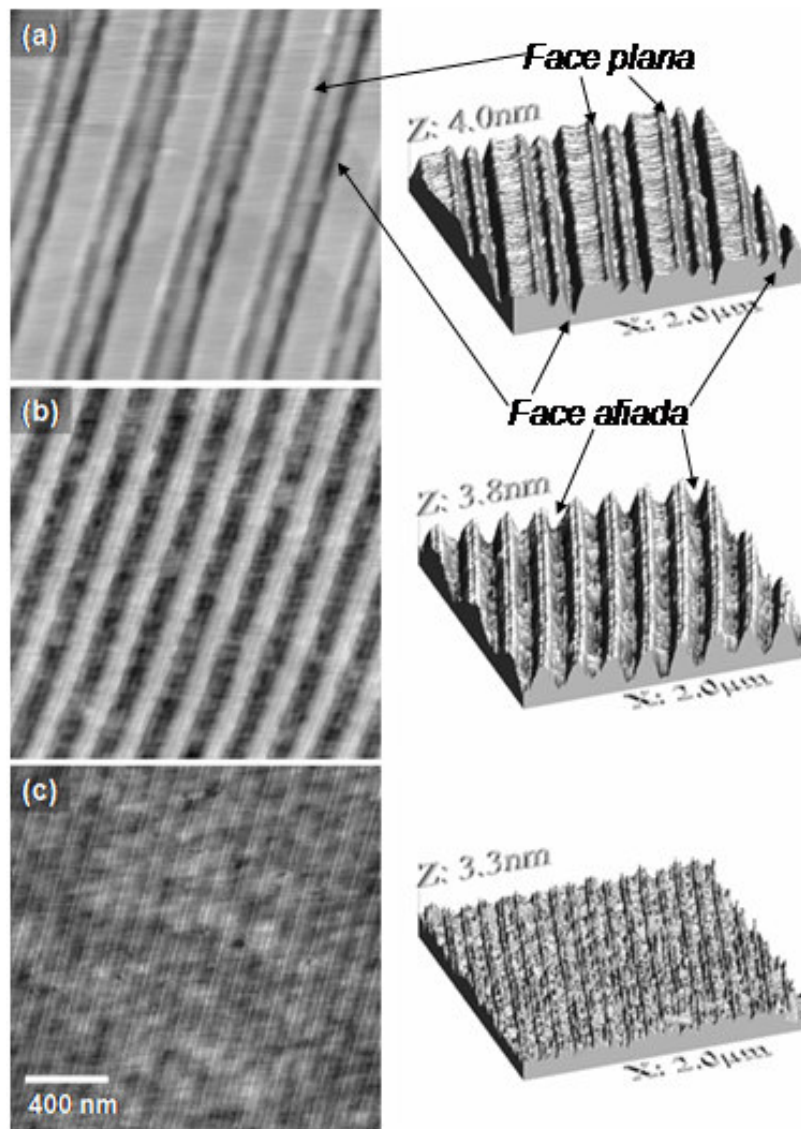 (a)
Face plana
Z: 4.0nm
X: 2.0µm
Face afiada
(b)
Z: 3.8nm
X: 2.0µm
(c)
Z: 3.3nm
X: 2.0µm
400 nm